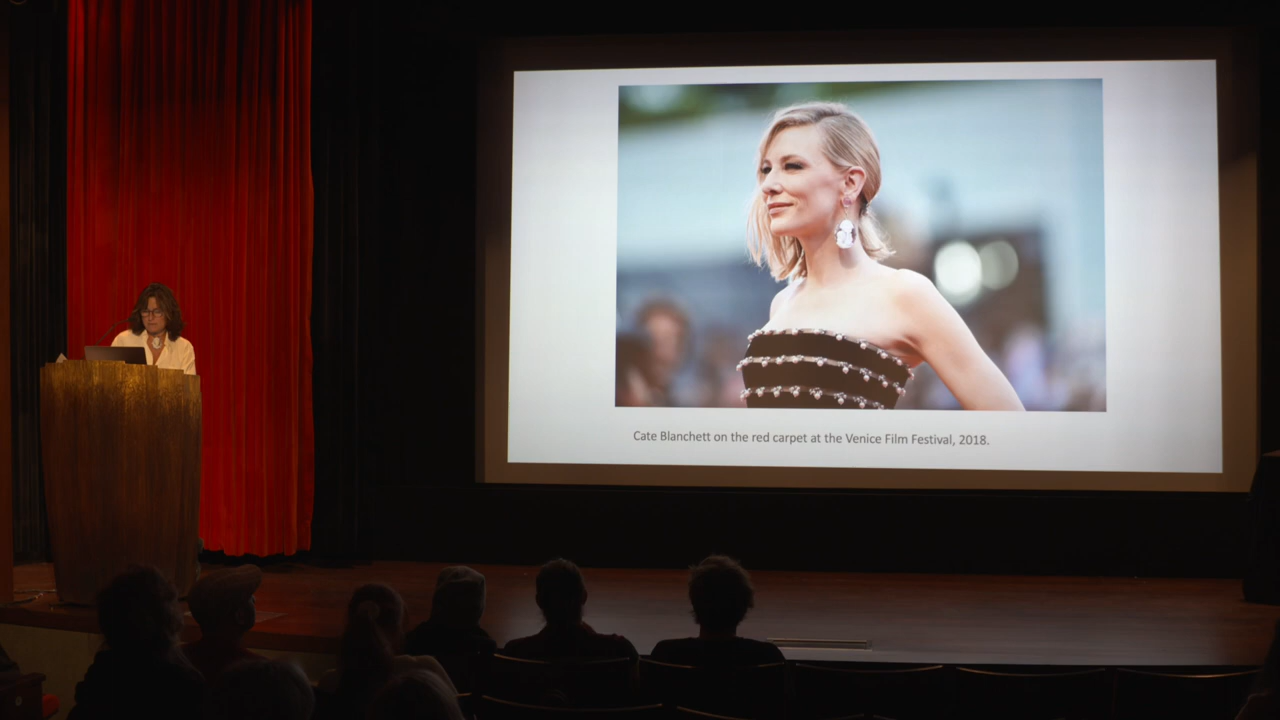 Cate Blanchett on the red carpet at the Venice Film Festival, 2018.